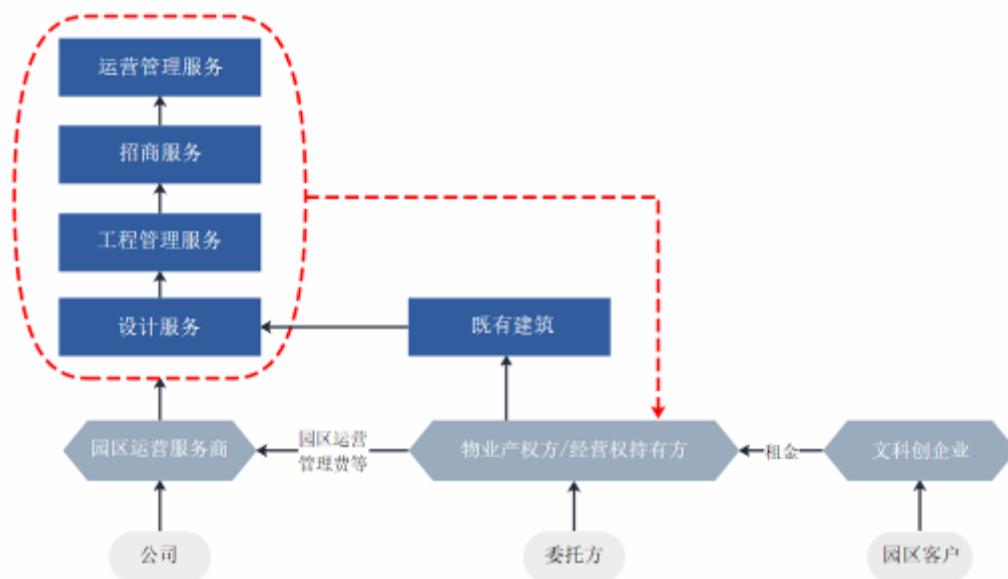 运营管理服务
招商服务
工程管理服务
设计服务
既有建筑
园区运营服务商
园区运营
管理费等
物业产权方/经营权持有方
租金
文科创企业
公司
委托方
园区客户